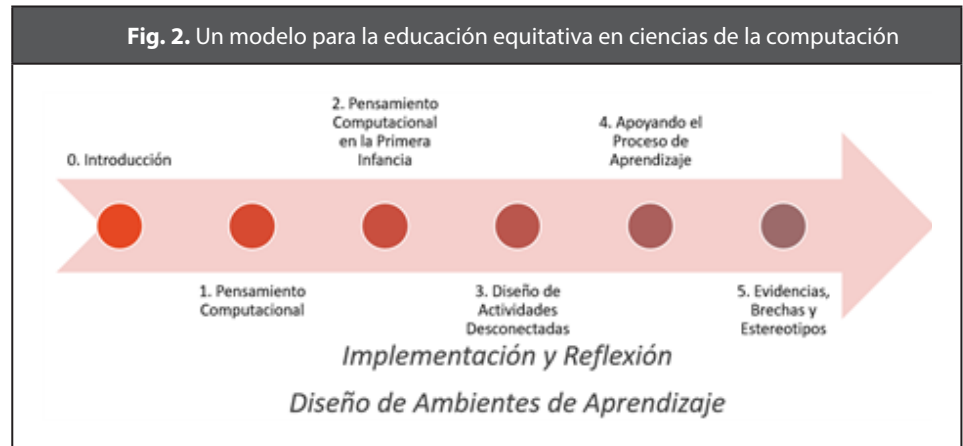 Fig. 2. Un modelo para la educación equitativa en ciencias de la computación
0. Introducción
1. Pensamiento
Computacional
2. Pensamiento
Computacional
en la Primera
Infancia
3. Diseño de
Actividades
Desconectadas
4. Apoyando el
Proceso de
Aprendizaje
5. Evidencias,
Brechas y
Estereotipos
Implementación y Reflexión
Diseño de Ambientes de Aprendizaje